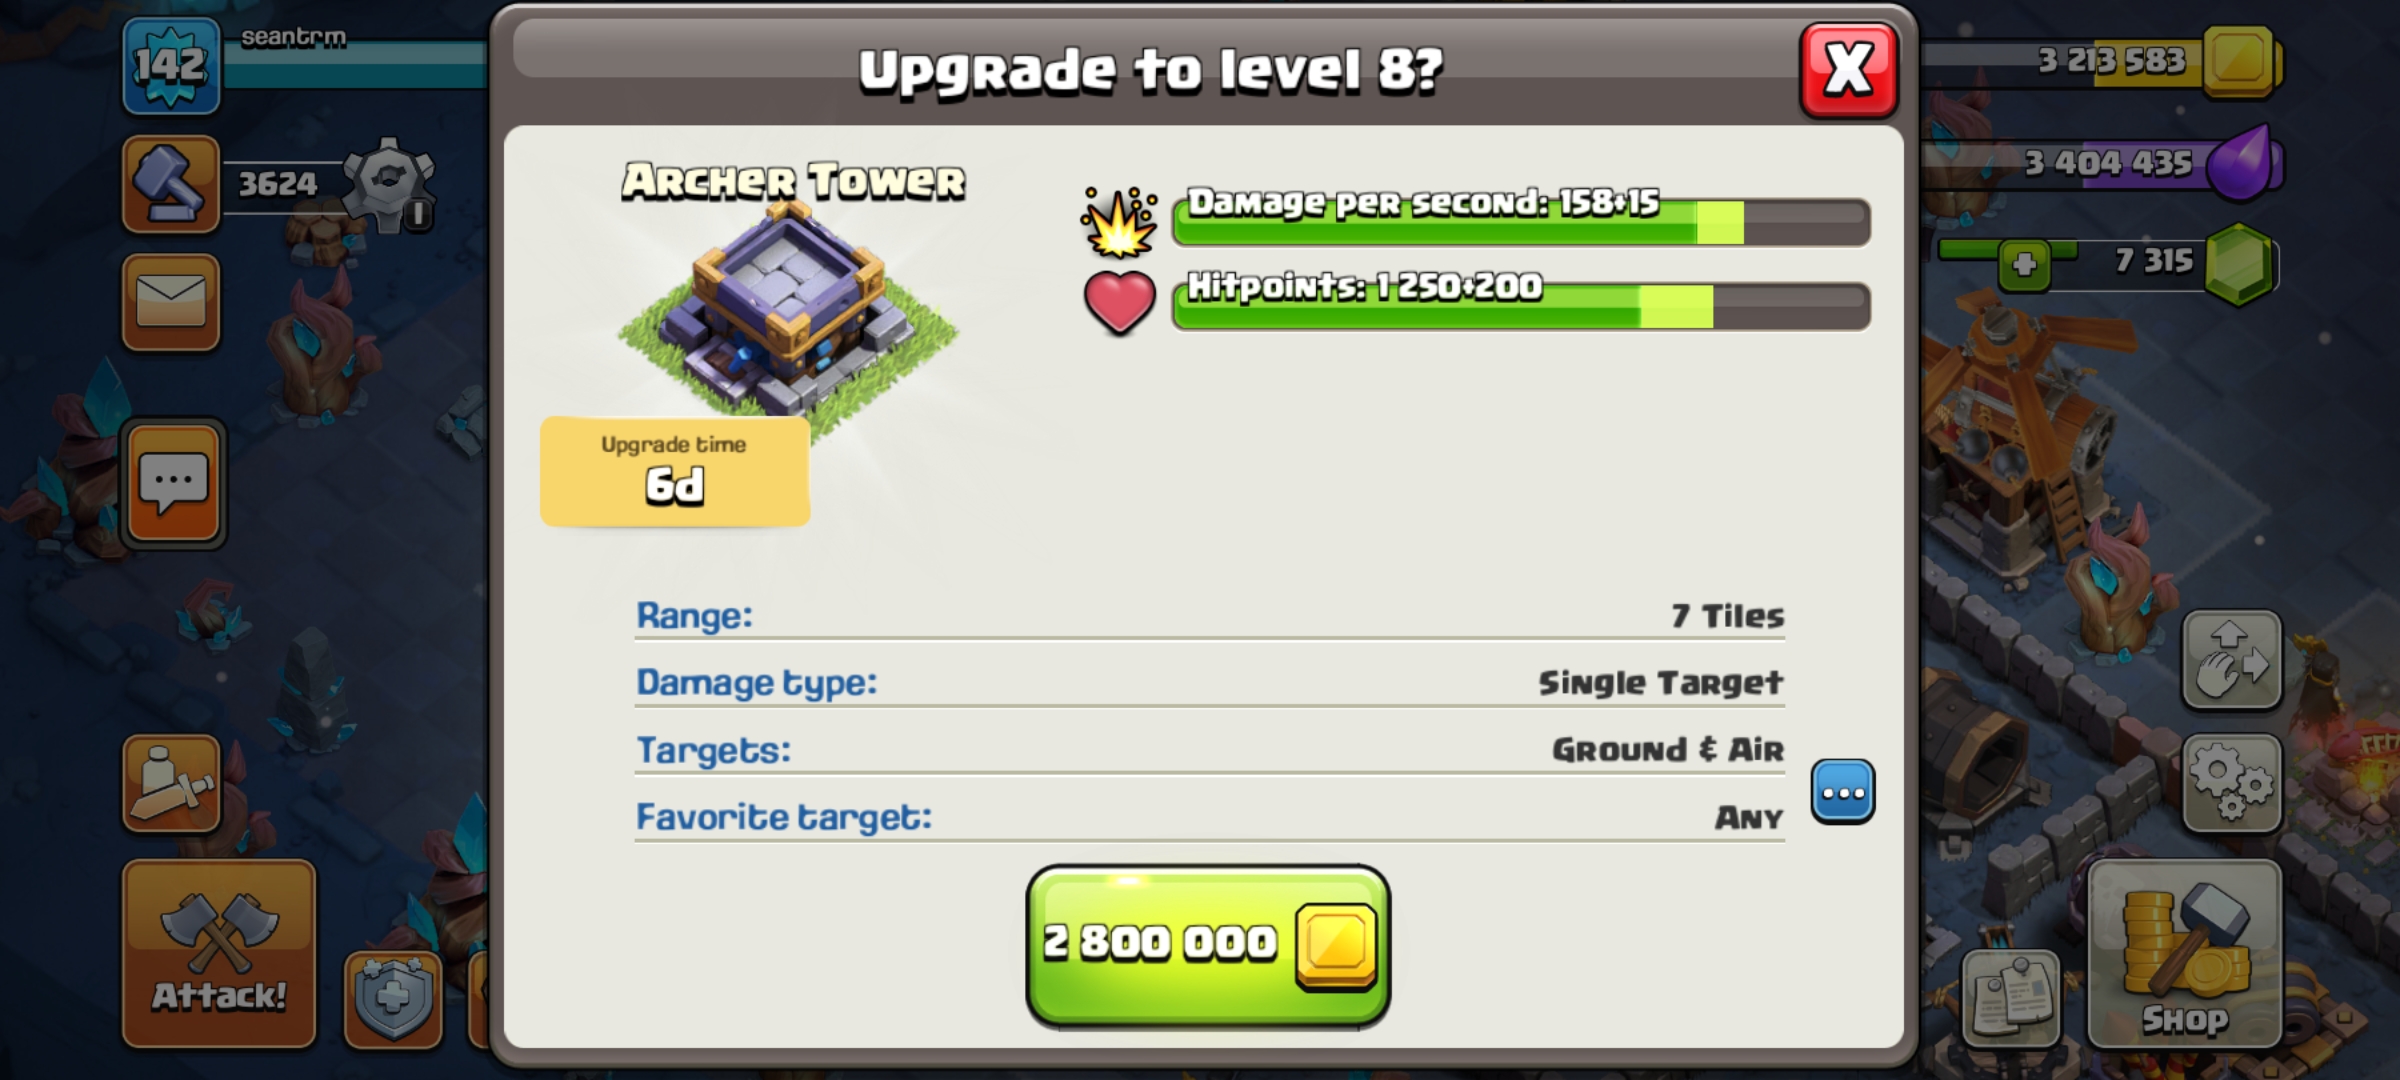 142
seantrm
3624
Upgrade to level 8?
X
3 213 583
3 404 435
7 315
Archer Tower
Damage per second: 158+15
Hitpoints: 1 250+200
Upgrade time
6d
Range: 7 Tiles
Damage type: Single Target
Targets: Ground & Air
Favorite target: Any
2 800 000
Attack!
Shop